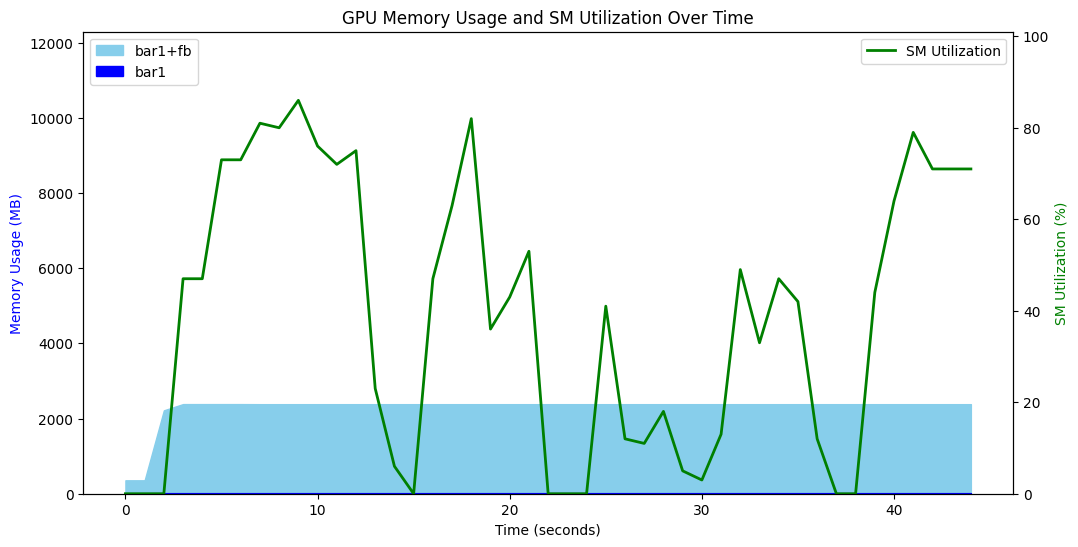 GPU Memory Usage and SM Utilization Over Time
bar1+fb
bar1
SM Utilization
Memory Usage (MB)
12000
10000
8000
6000
4000
2000
0
100
80
60
40
20
0
SM Utilization (%)
0 10 20 30 40
Time (seconds)